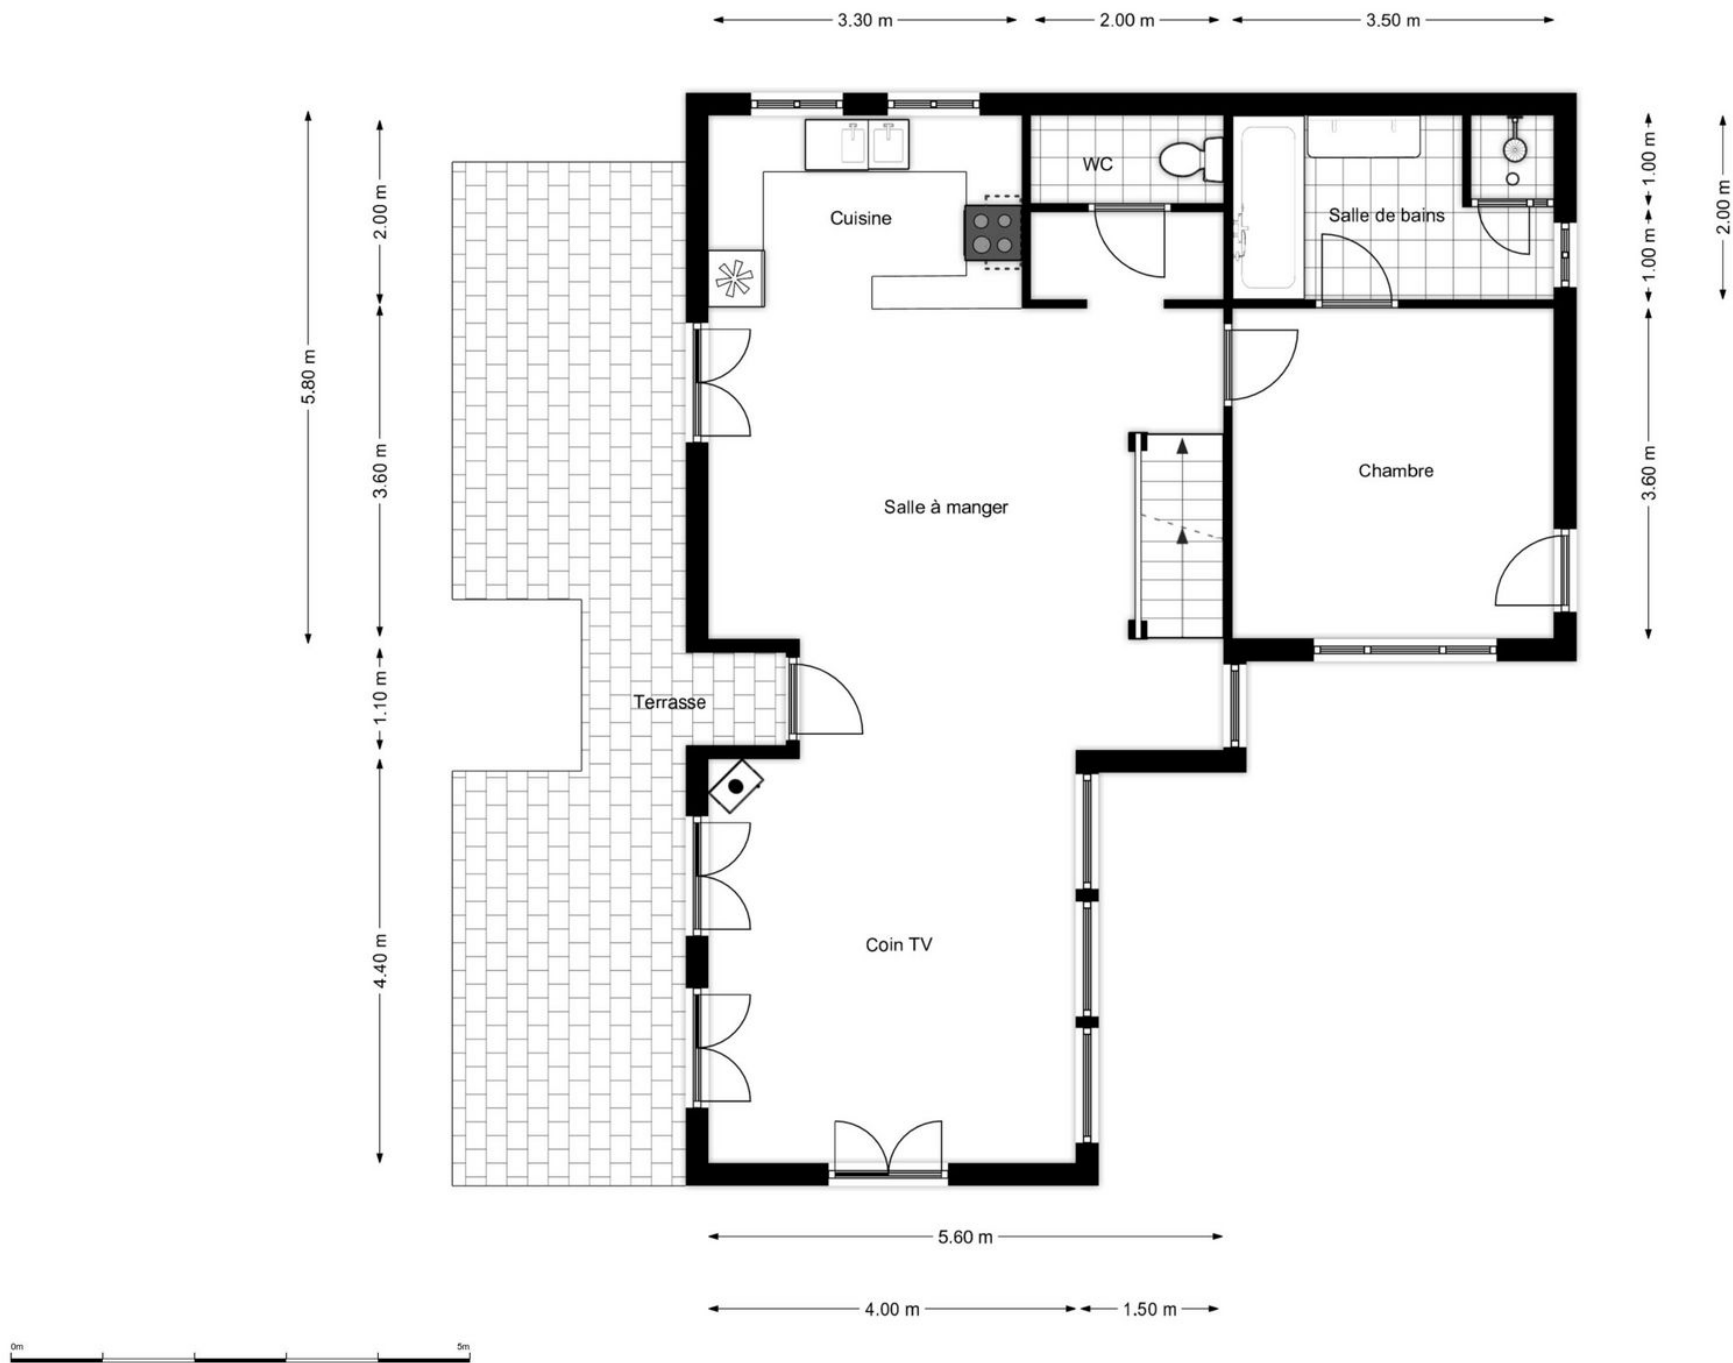 3.30 m
2.00 m
3.50 m
5.80 m
2.00 m
3.60 m
1.10 m
4.40 m
Cuisine
WC
Salle de bains
1.00 m
1.00 m
2.00 m
3.60 m
Chambre
Salle à manger
Terrasse
Coin TV
5.60 m
4.00 m
1.50 m
0m
5m